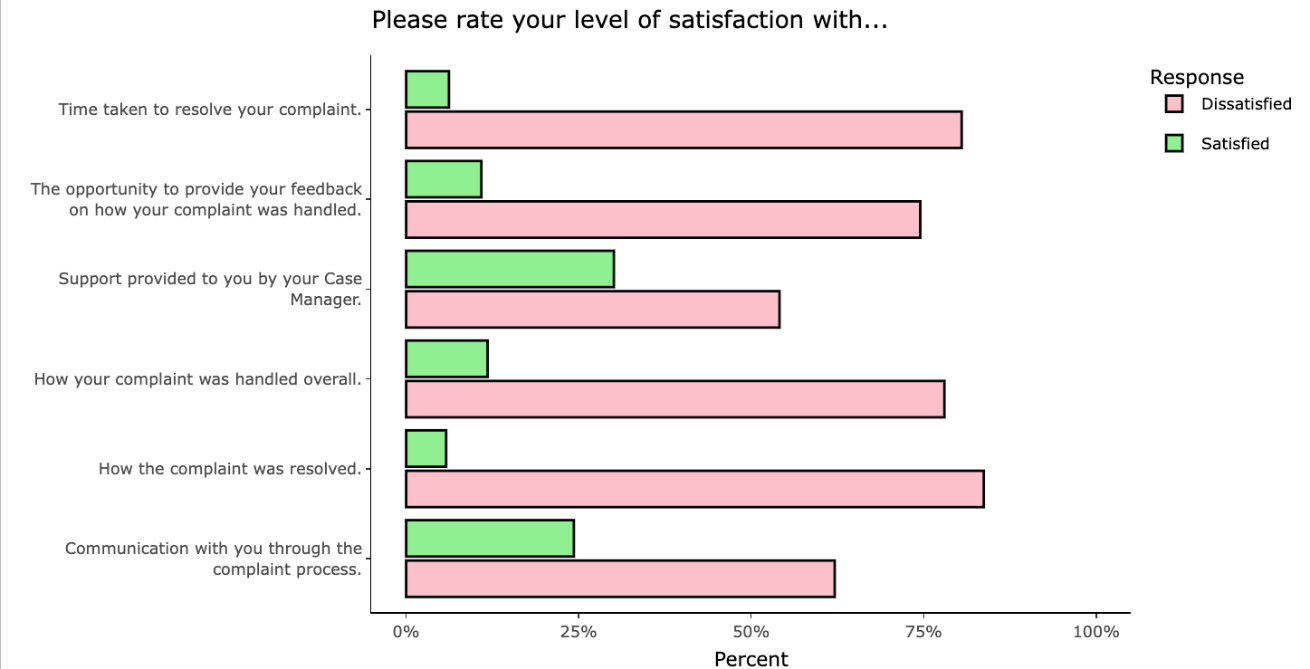 Please rate your level of satisfaction with...
Response
Dissatisfied
Satisfied
Time taken to resolve your complaint.
The opportunity to provide your feedback
on how your complaint was handled.
Support provided to you by your Case
Manager.
How your complaint was handled overall.
How the complaint was resolved.
Communication with you through the
complaint process.
0% 25% 50% 75% 100%
Percent